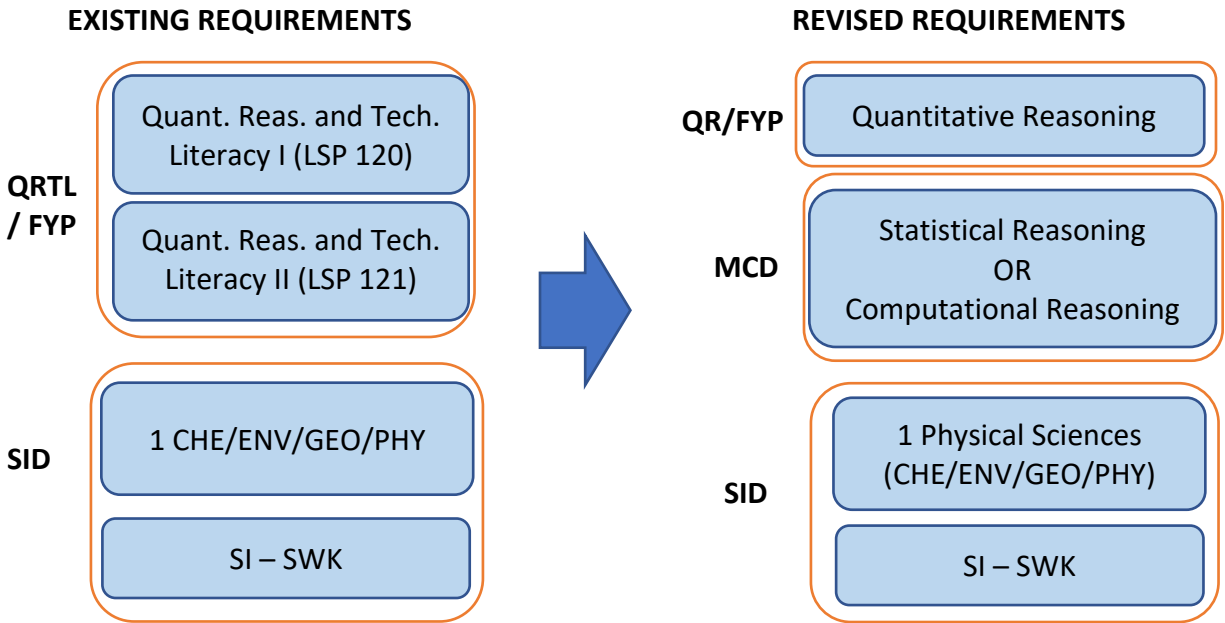 EXISTING REQUIREMENTS
QRTL
/ FYP
Quant. Reas. and Tech.
Literacy I (LSP 120)
Quant. Reas. and Tech.
Literacy II (LSP 121)
SID
1 CHE/ENV/GEO/PHY
SI – SWK
REVISED REQUIREMENTS
QR/FYP
Quantitative Reasoning
MCD
Statistical Reasoning
OR
Computational Reasoning
SID
1 Physical Sciences
(CHE/ENV/GEO/PHY)
SI – SWK